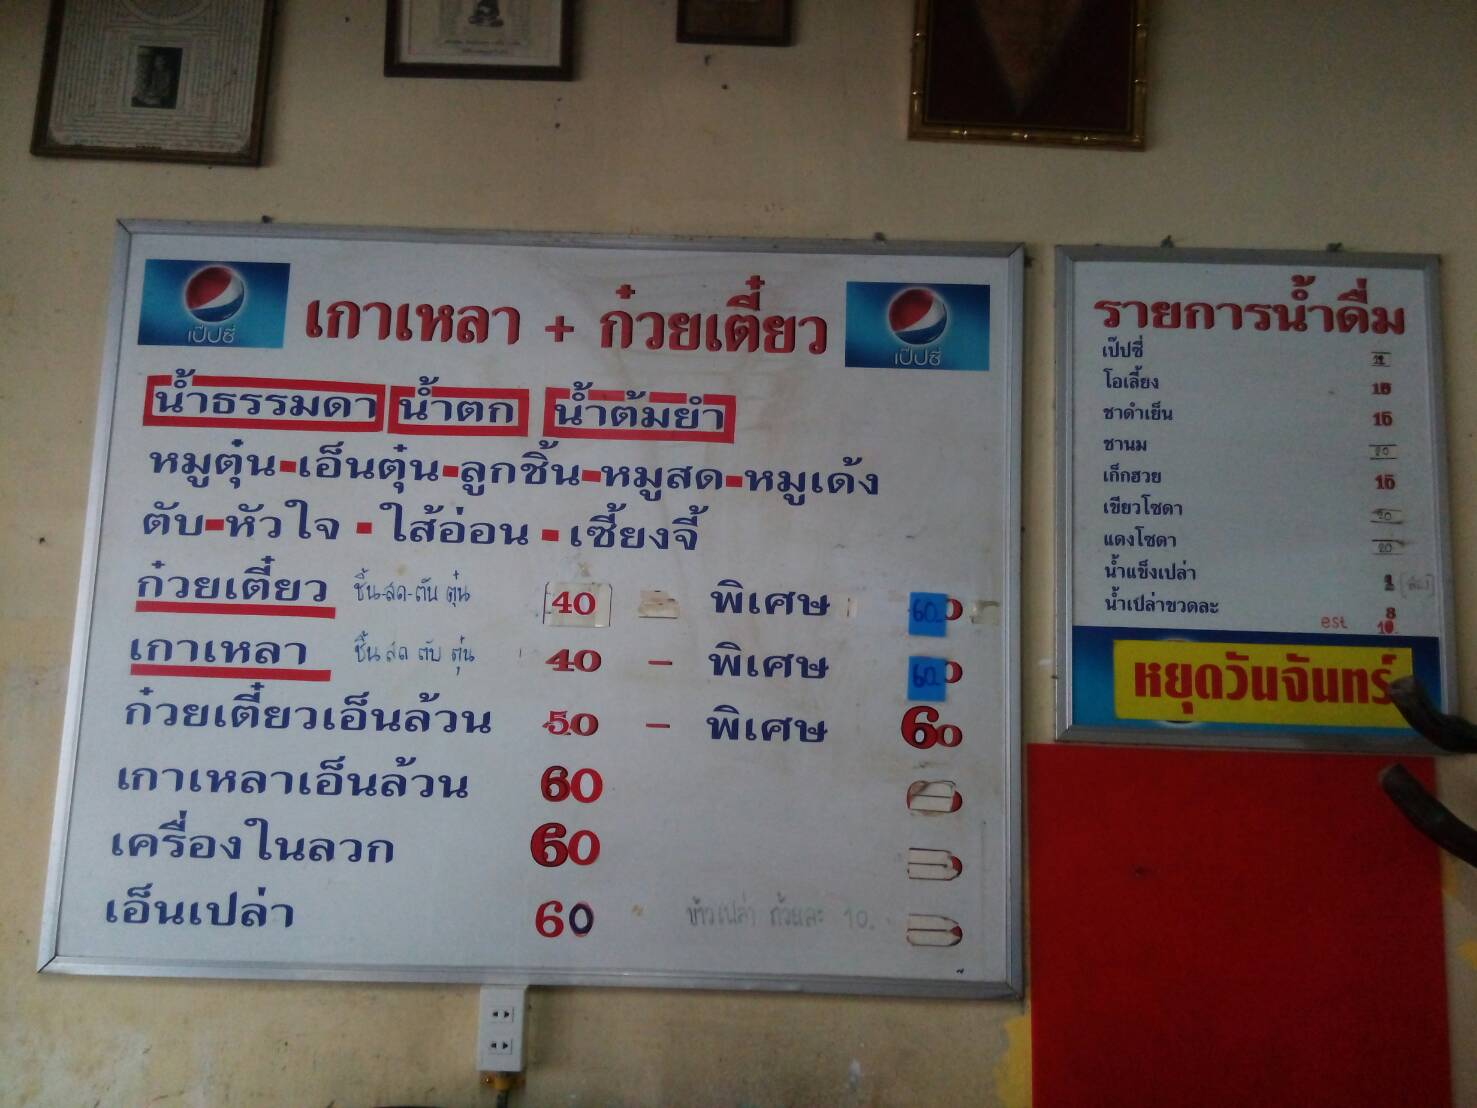 เป๊ปซี่ เกาเหลา + ก๋วยเตี๋ยว เป๊ปซี่
น้ำธรรมดา น้ำตก น้ำต้มยำ
หมูตุ๋น-เอ็นตุ๋น-ลูกชิ้น-หมูสด-หมูเด้ง
ตับ-หัวใจ - ใส้อ่อน - เซี้ยงจี้
ก๋วยเตี๋ยว ชิ้น-สด-ตับ ตุ๋น 40 พิเศษ 60
เกาเหลา ชิ้น สด ตับ ตุ๋น 40 - พิเศษ 60
ก๋วยเตี๋ยวเอ็นล้วน 50 - พิเศษ 60
เกาเหลาเอ็นล้วน 60
เครื่องในลวก 60
เอ็นเปล่า 60 ข้าวเปล่า ถ้วยละ 10.
รายการน้ำดื่ม
เป๊ปซี่
โอเลี้ยง 15
ชาดำเย็น 15
ชานม 20
เก็กฮวย 15
เขียวโซดา 20
แดงโซดา 20
น้ำแข็งเปล่า
น้ำเปล่าขวดละ 8
est 10.
หยุดวันจันทร์